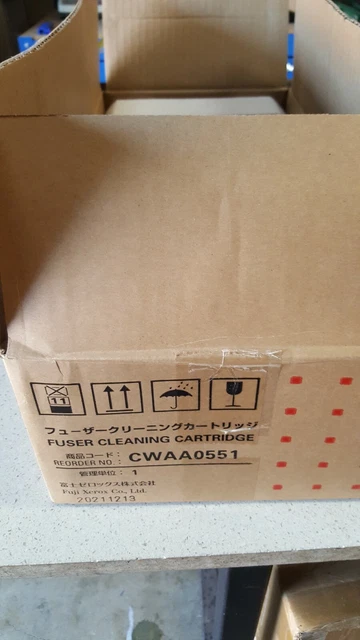 11
フューザークリーニングカートリッジ
FUSER CLEANING CARTRIDGE
商品コード:
REORDER NO.: CWAA0551
管理単位: 1
富士ゼロックス株式会社
Fuji Xerox Co., Ltd.
20211213